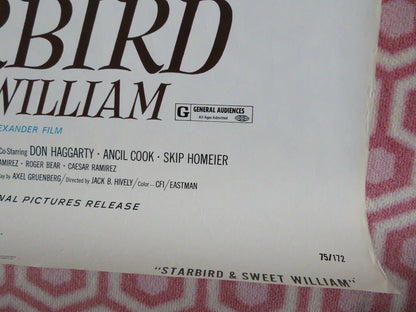 RBIRD
WILLIAM
G GENERAL AUDIENCES
All Ages Admitted
EXANDER FILM
Co-Starring DON HAGGARTY · ANCIL COOK · SKIP HOMEIER
RAMIREZ · ROGER BEAR · CAESAR RAMIREZ
lay by AXEL GRUENBERG/Directed by JACK B. HIVELY/Color—CFI/EASTMAN
NAL PICTURES RELEASE
75/172
"STARBIRD & SWEET WILLIAM"